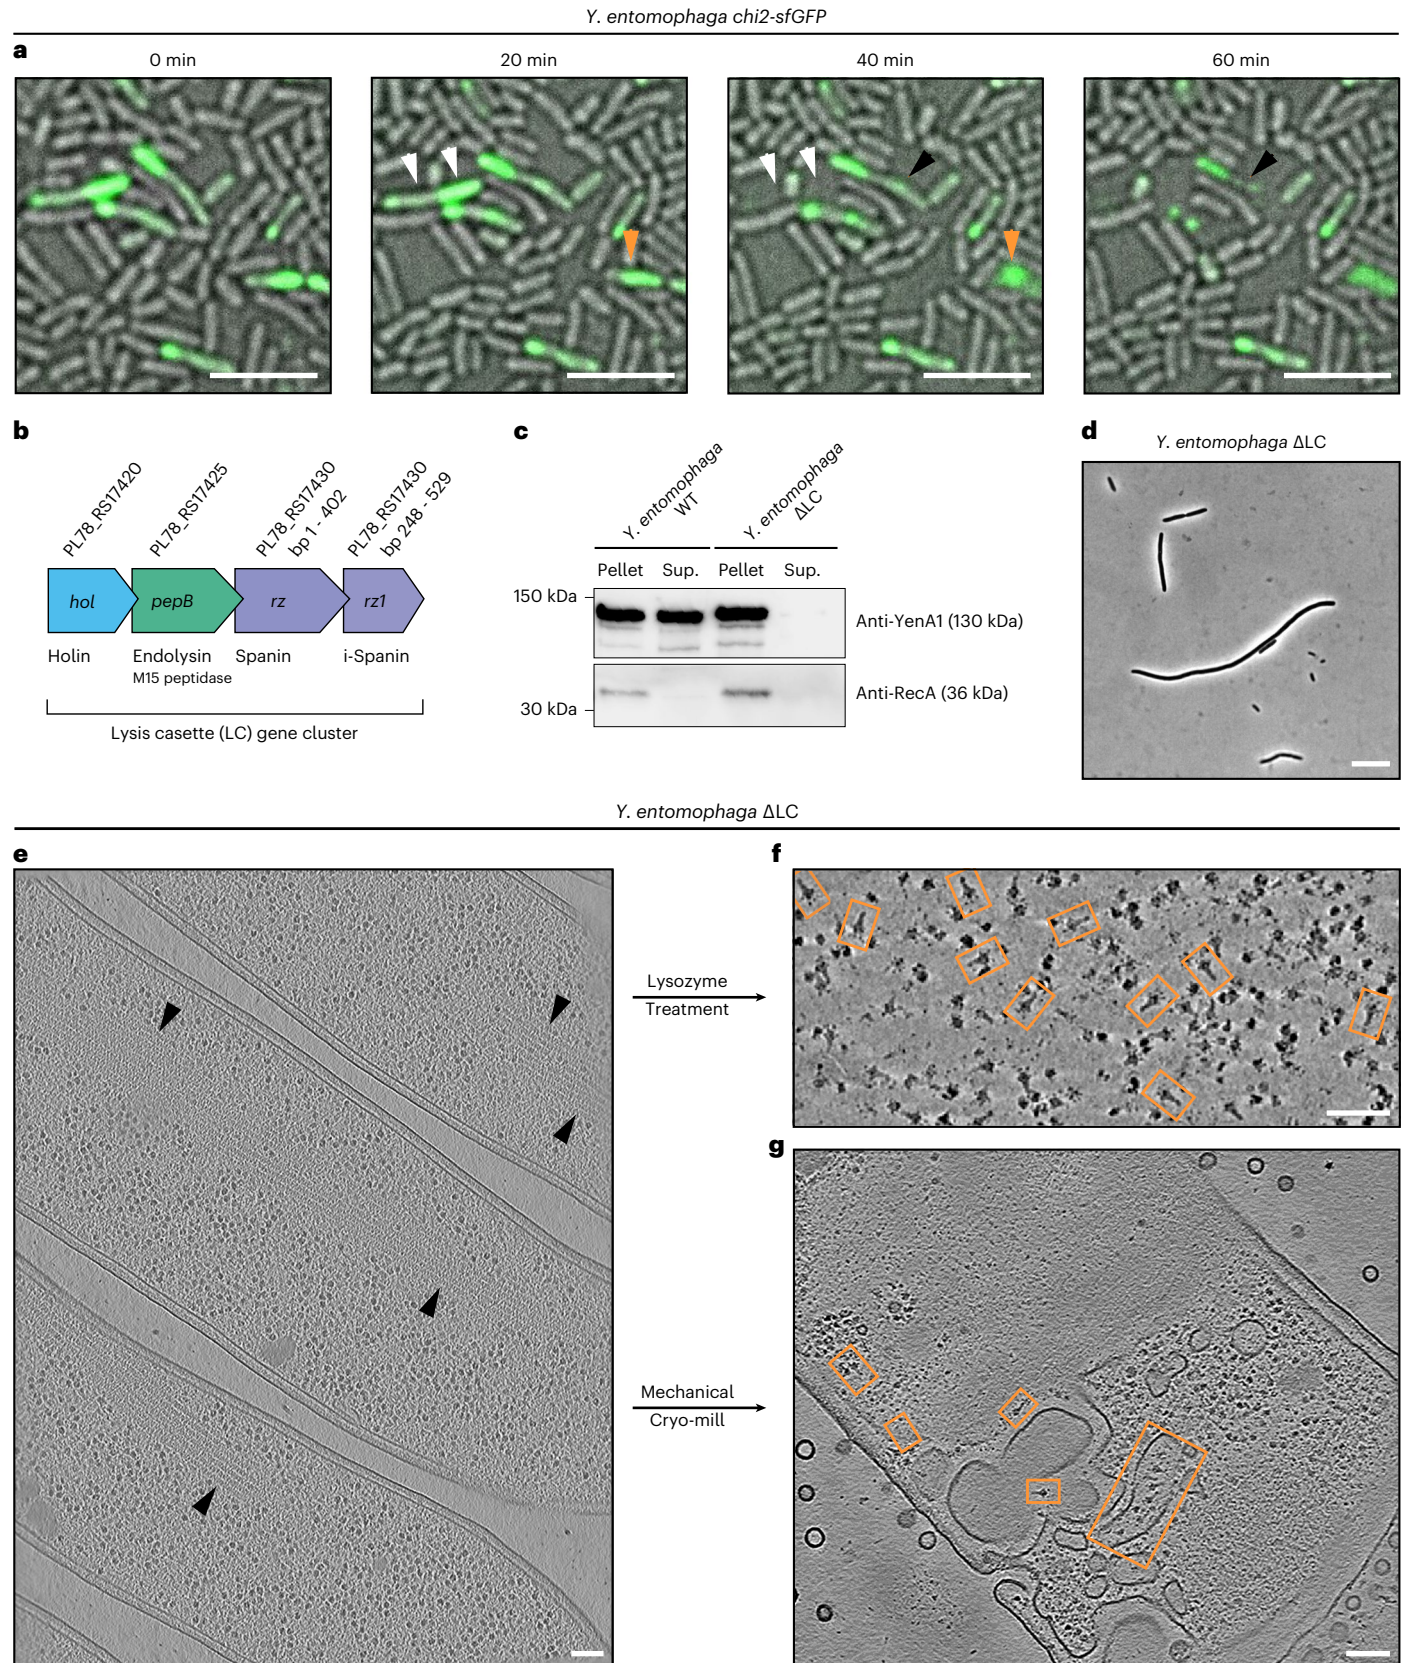 Y. entomophaga chi2-sfGFP
a
0 min
20 min
40 min
60 min
b
PL78_RS17420
PL78_RS17425
PL78_RS17430
bp 1 - 402
PL78_RS17430
bp 248 - 529
hol
pepB
rz
rz1
Holin
Endolysin
M15 peptidase
Spanin
i-Spanin
Lysis casette (LC) gene cluster
c
Y. entomophaga
WT
Y. entomophaga
ΔLC
Pellet
Sup.
Pellet
Sup.
150 kDa
Anti-YenA1 (130 kDa)
Anti-RecA (36 kDa)
30 kDa
d
Y. entomophaga ΔLC
Y. entomophaga ΔLC
e
Lysozyme
Treatment
f
Mechanical
Cryo-mill
g